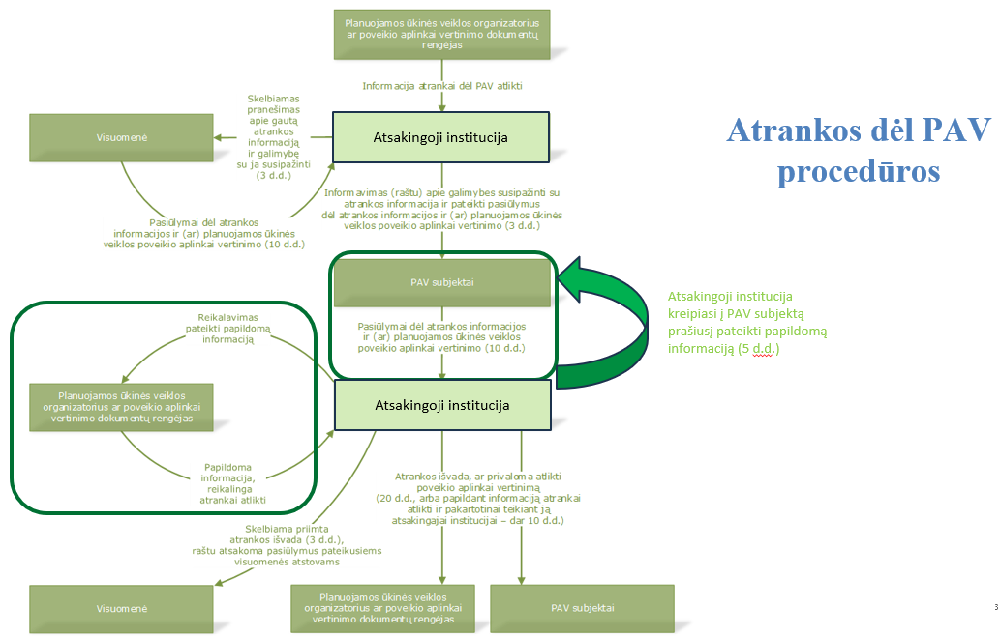 Planuojamos ūkinės veiklos organizatorius
ar poveikio aplinkai vertinimo dokumentų
rengėjas
Informacija atrankai dėl PAV atlikti
Atrankos dėl PAV
procedūros
Skelbiamas
pranešimas
apie gautą
atrankos
informaciją
ir galimybę
su ja susipažinti
(3 d.d.)
Visuomenė
Atsakingoji institucija
Informavimas (raštu) apie galimybes susipažinti su
atrankos informacija ir pateikti pasiūlymus
dėl atrankos informacijos ir (ar) planuojamos ūkinės
veiklos poveikio aplinkai vertinimo (3 d.d.)
Pasiūlymai dėl atrankos
informacijos ir (ar) planuojamos ūkinės
veiklos poveikio aplinkai vertinimo (10 d.d.)
PAV subjektai
Atsakingoji institucija
kreipiasi į PAV subjektą
prašiusį pateikti papildomą
informaciją (5 d.d.)
Reikalavimas
pateikti papildomą
informaciją
Pasiūlymai dėl atrankos informacijos
ir (ar) planuojamos ūkinės veiklos
poveikio aplinkai vertinimo (10 d.d.)
Planuojamos ūkinės veiklos
organizatorius ar poveikio aplinkai
vertinimo dokumentų rengėjas
Atsakingoji institucija
Papildoma
informacija,
reikalinga
atrankai atlikti
Atrankos išvada, ar privaloma atlikti
poveikio aplinkai vertinimą
(20 d.d., arba papildant informaciją atrankai
atlikti ir pakartotinai teikiant ją
atsakingajai institucijai – dar 10 d.d.)
Skelbiama priimta
atrankos išvada (3 d.d.),
raštu atsakoma pasiūlymus pateikusiems
visuomenės atstovams
Visuomenė
Planuojamos ūkinės veiklos
organizatorius ar poveikio aplinkai
vertinimo dokumentų rengėjas
PAV subjektai
3